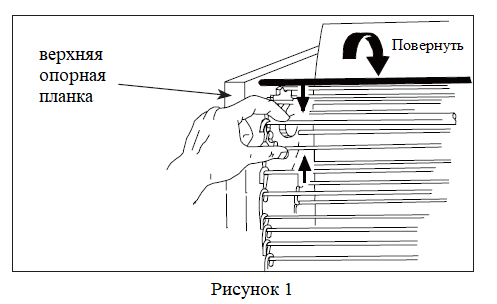 верхняя
опорная
планка
Повернуть
Рисунок 1